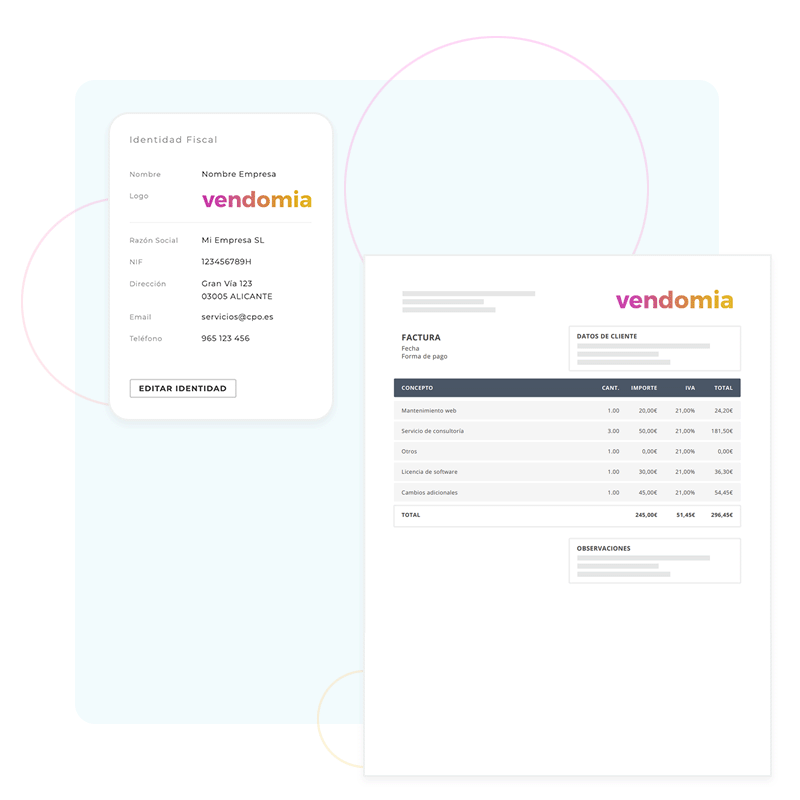 Identidad Fiscal
Nombre Nombre Empresa
Logo vendomia
Razón Social Mi Empresa SL
NIF 123456789H
Dirección Gran Vía 123
03005 ALICANTE
Email servicios@cpo.es
Teléfono 965 123 456
EDITAR IDENTIDAD
vendomia
FACTURA
Fecha
Forma de pago
DATOS DE CLIENTE
CONCEPTO CANT. IMPORTE IVA TOTAL
Mantenimiento web 1.00 20,00€ 21,00% 24,20€
Servicio de consultoría 3.00 50,00€ 21,00% 181,50€
Otros 1.00 0,00€ 21,00% 0,00€
Licencia de software 1.00 30,00€ 21,00% 36,30€
Cambios adicionales 1.00 45,00€ 21,00% 54,45€
TOTAL 245,00€ 51,45€ 296,45€
OBSERVACIONES